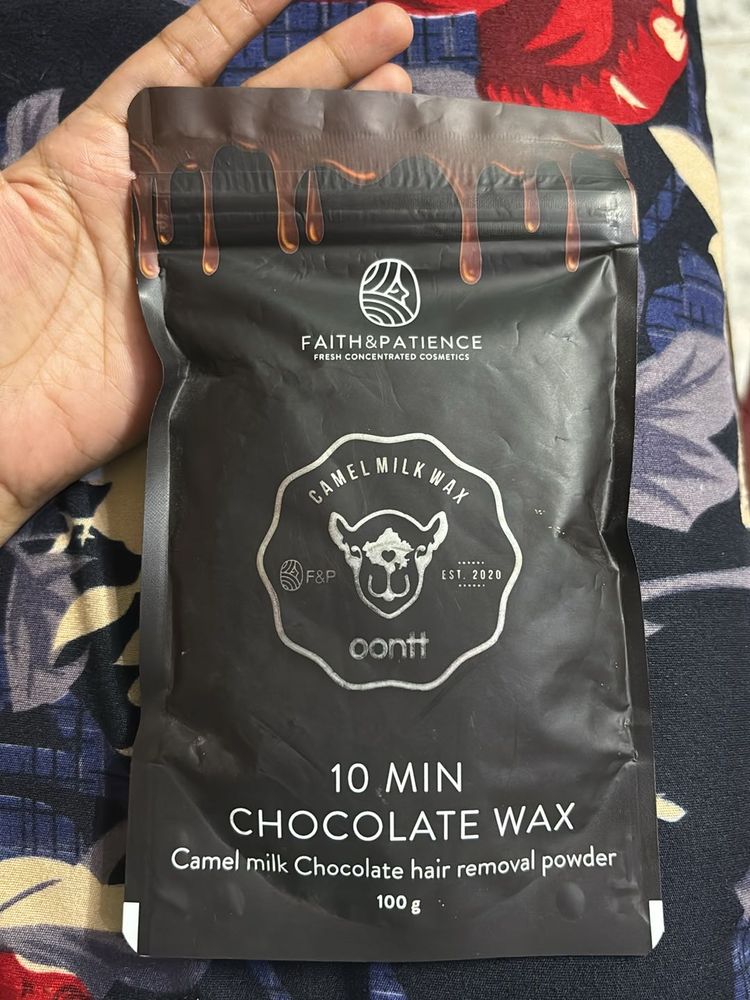 FAITH&PATIENCE
FRESH CONCENTRATED COSMETICS
CAMEL MILK WAX
F&P
EST. 2020
oontt
10 MIN
CHOCOLATE WAX
Camel milk Chocolate hair removal powder
100 g